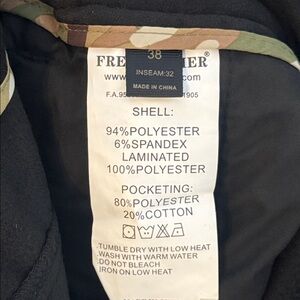 38
INSEAM:32
MADE IN CHINA
SHELL:
94%POLYESTER
6%SPANDEX
LAMINATED
100%POLYESTER
POCKETING:
80%POLYESTER
20%COTTON
TUMBLE DRY WITH LOW HEAT
WASH WITH WARM WATER
DO NOT BLEACH
IRON ON LOW HEAT